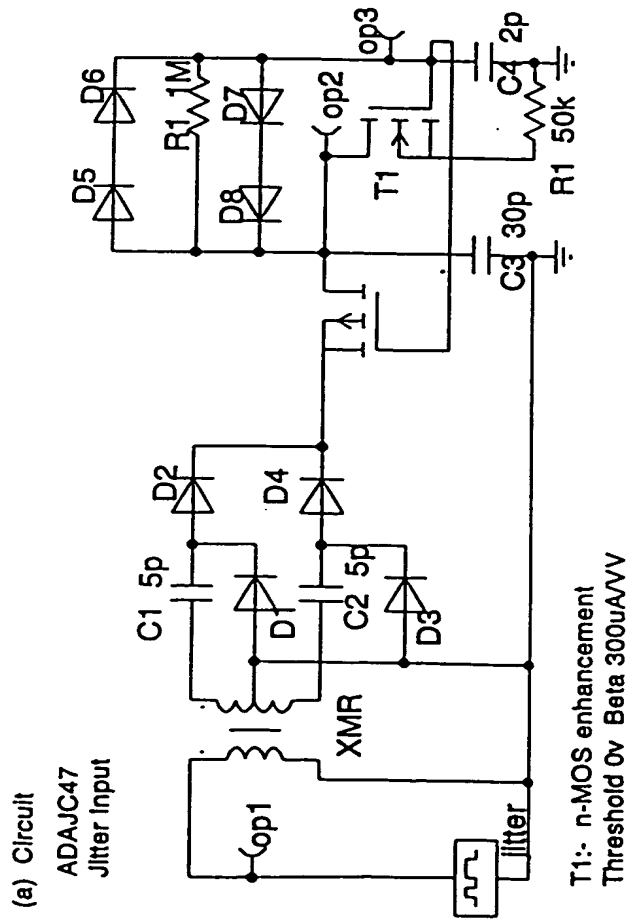 (a) Circuit
ADAJC47
Jitter Input
op1
jitter
XMR
C1 5p
D1
D2
C2 5p
D3
D4
D5
D6
R1 1M
D7
D8
op2
op3
T1
C3 30p
C4 2p
R1 50k
T1:- n-MOS enhancement
Threshold 0v Beta 300uA/VV